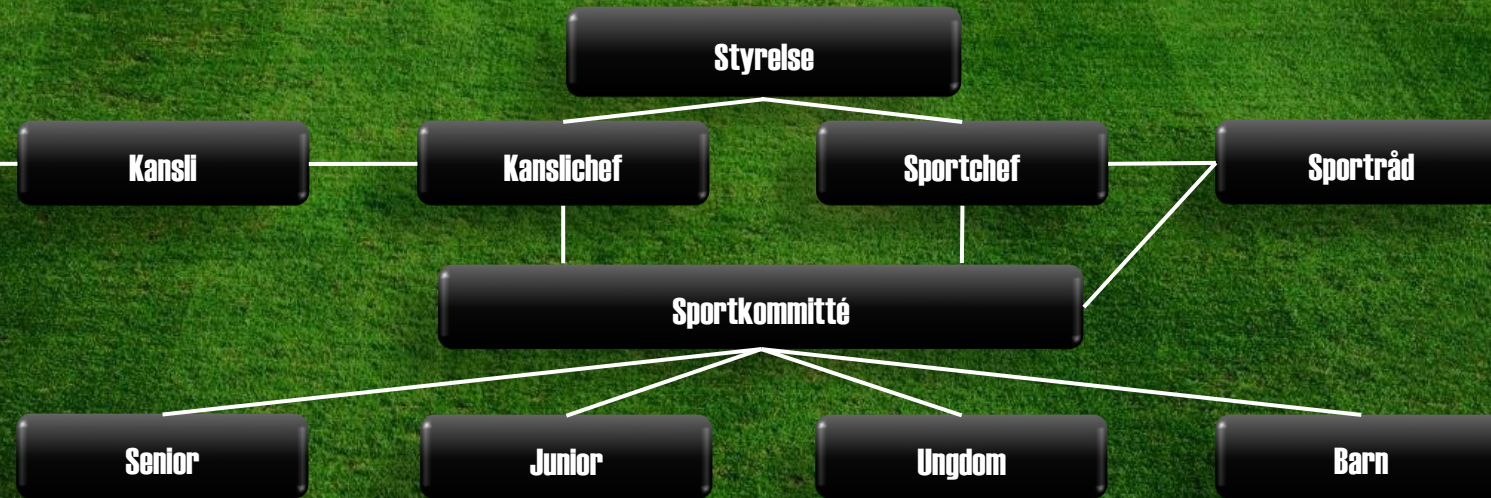 Styrelse
Kansli
Kanslichef
Sportchef
Sportråd
Sportkommitté
Senior
Junior
Ungdom
Barn